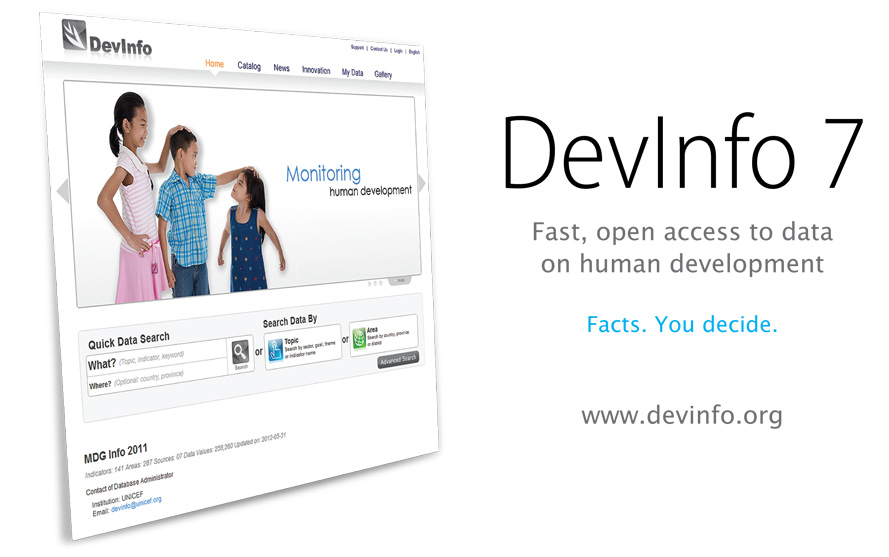 DevInfo
Support | Contact Us | Login | English
Home Catalog News Innovation My Data Gallery
Monitoring
human development
Quick Data Search
What? (Topic, indicator, keyword)
Where? (Optional: country, province)
Search
or
Search Data By
Topic
Search by sector, goal, theme
or indicator name
or
Area
Search by country, province
or district
Advanced Search
MDG Info 2011
Indicators: 141 Areas: 267 Sources: 07 Data Values: 259,260 Updated on: 2012-05-31
Contact of Database Administrator
Institution: UNICEF
Email: devinfo@unicef.org
DevInfo 7
Fast, open access to data
on human development
Facts. You decide.
www.devinfo.org